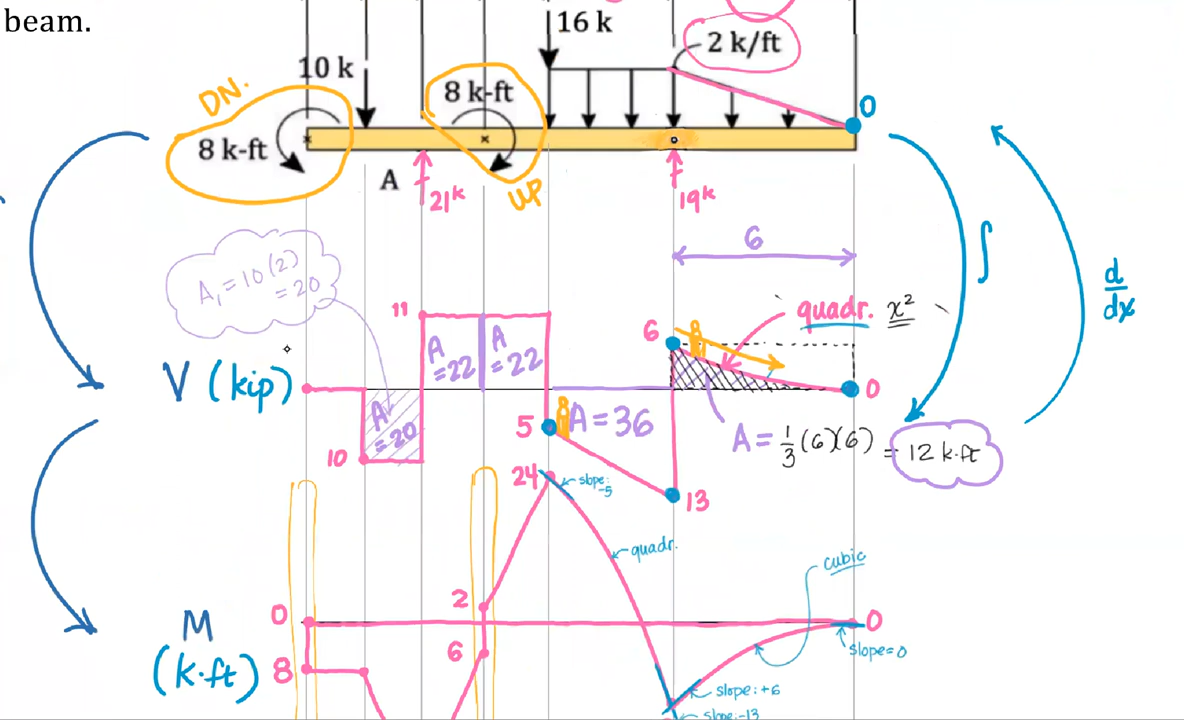 beam.
16 k
2 k/ft
10 k
8 k-ft
DN.
0
8 k-ft
A
21k
UP
19k
6
∫
d/dx
A₁ = 10(2)
= 20
11
quadr. x²
6
A
= 22
A
= 22
V (kip)
0
5
A = 36
A
= 20
A = 1/3 (6)(6) = 12 k·ft
10
24
slope:
-5
13
quadr.
cubic
2
0
0
M
(k·ft)
6
slope=0
8
slope: +6
slope: -13